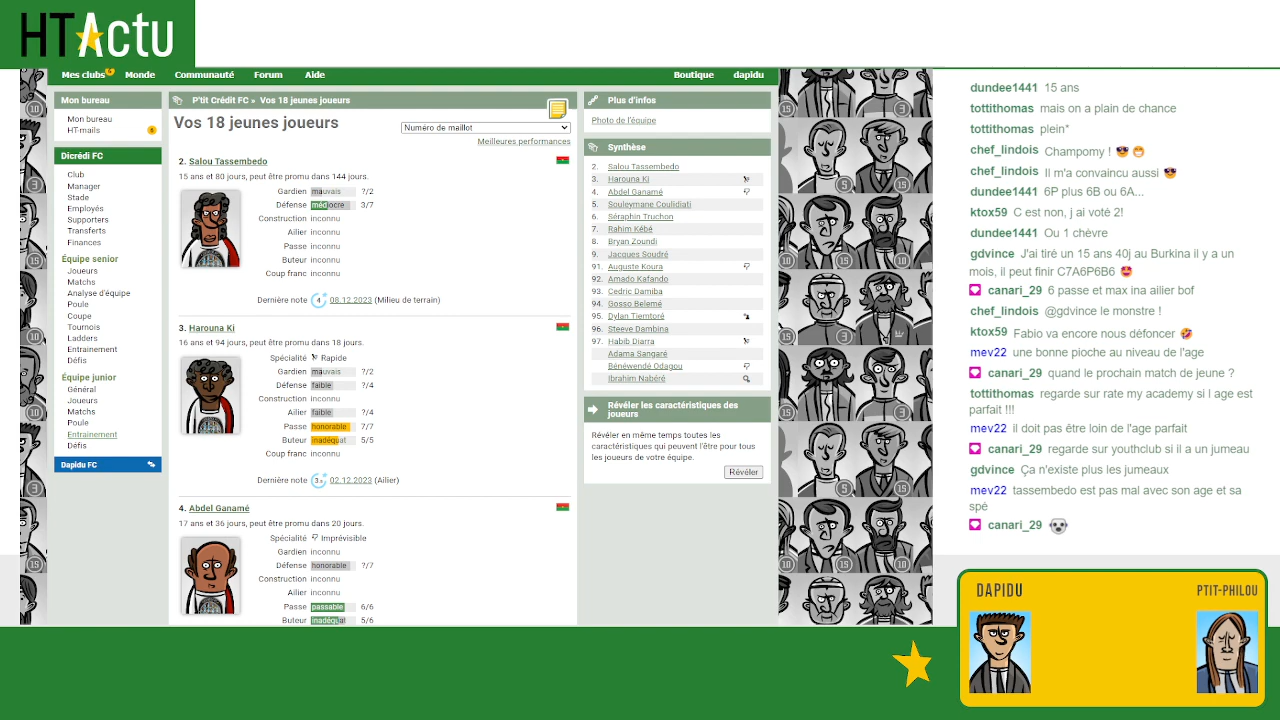 HTActu
Mes clubs
Monde
Communauté
Forum
Aide
Boutique
dapidu
Mon bureau
Mon bureau
HT-mails
Dicrédi FC
Club
Manager
Stade
Employés
Supporters
Transferts
Finances
Équipe senior
Joueurs
Matchs
Analyse d'équipe
Poule
Coupe
Tournois
Ladders
Entrainement
Défis
Équipe junior
Général
Joueurs
Matchs
Poule
Entrainement
Défis
Dapidu FC
P'tit Crédit FC » Vos 18 jeunes joueurs
Vos 18 jeunes joueurs
Numéro de maillot
Meilleures performances
2. Salou Tassembedo
15 ans et 80 jours, peut être promu dans 144 jours.
Gardien mauvais ?/2
Défense médiocre 3/7
Construction inconnu
Ailier inconnu
Passe inconnu
Buteur inconnu
Coup franc inconnu
Dernière note 4 08.12.2023 (Milieu de terrain)
3. Harouna Ki
16 ans et 94 jours, peut être promu dans 18 jours.
Spécialité Rapide
Gardien mauvais ?/2
Défense faible ?/4
Construction inconnu
Ailier faible ?/4
Passe honorable 7/7
Buteur inadéquat 5/5
Coup franc inconnu
Dernière note 3 02.12.2023 (Ailier)
4. Abdel Ganamé
17 ans et 36 jours, peut être promu dans 20 jours.
Spécialité Imprévisible
Gardien inconnu
Défense honorable ?/7
Construction inconnu
Ailier inconnu
Passe passable 6/6
Buteur inadéquat 5/6
Plus d'infos
Photo de l'équipe
Synthèse
2. Salou Tassembedo
3. Harouna Ki
4. Abdel Ganamé
5. Souleymane Coulidiati
6. Séraphin Truchon
7. Rahim Kébé
8. Bryan Zoundi
9. Jacques Soudré
91. Auguste Koura
92. Amado Kafando
93. Cedric Damiba
94. Gosso Belemé
95. Dylan Tiemtoré
96. Steeve Dambina
97. Habib Diarra
Adama Sangaré
Bénéwendé Odagou
Ibrahim Nabéré
Révéler les caractéristiques des
joueurs
Révéler en même temps toutes les
caractéristiques qui peuvent l'être pour tous
les joueurs de votre équipe.
Révéler
dundee1441 15 ans
tottithomas mais on a plain de chance
tottithomas plein*
chef_lindois Champomy ! 😎 😁
chef_lindois Il m'a convaincu aussi 😎
dundee1441 6P plus 6B ou 6A...
ktox59 C est non, j ai voté 2!
dundee1441 Ou 1 chèvre
gdvince J'ai tiré un 15 ans 40j au Burkina il y a un
mois, il peut finir C7A6P6B6 🤩
canari_29 6 passe et max ina ailier bof
chef_lindois @gdvince le monstre !
ktox59 Fabio va encore nous défoncer 🤣
mev22 une bonne pioche au niveau de l'age
canari_29 quand le prochain match de jeune ?
tottithomas regarde sur rate my academy si l age est
parfait !!!
mev22 il doit pas être loin de l'age parfait
canari_29 regarde sur youthclub si il a un jumeau
gdvince Ça n'existe plus les jumeaux
mev22 tassembedo est pas mal avec son age et sa
spé
canari_29
DAPIDU
PTIT-PHILOU